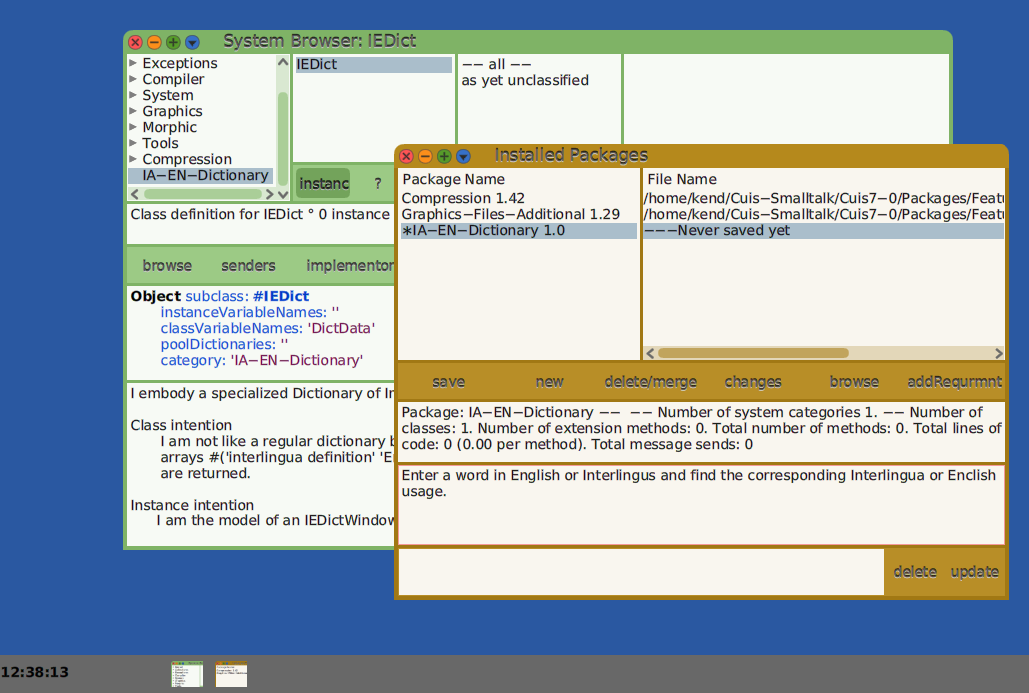 System Browser: IEDict
Exceptions
Compiler
System
Graphics
Morphic
Tools
Compression
IA−EN−Dictionary
IEDict
−− all −−
as yet unclassified
instanc
?
Class definition for IEDict ° 0 instance
browse senders implementor
Object subclass: #IEDict
instanceVariableNames: ''
classVariableNames: 'DictData'
poolDictionaries: ''
category: 'IA−EN−Dictionary'
I embody a specialized Dictionary of
Class intention
I am not like a regular dictionary
arrays #('interlingua definition'
are returned.
Instance intention
I am the model of an IEDictWindow
Installed Packages
Package Name
Compression 1.42
Graphics−Files−Additional 1.29
∗IA−EN−Dictionary 1.0
File Name
/home/kend/Cuis−Smalltalk/Cuis7−0/Packages/Featu
/home/kend/Cuis−Smalltalk/Cuis7−0/Packages/Featu
−−−Never saved yet
save new delete/merge changes browse addRequrmnt
Package: IA−EN−Dictionary −− −− Number of system categories 1. −− Number of
classes: 1. Number of extension methods: 0. Total number of methods: 0. Total lines of
code: 0 (0.00 per method). Total message sends: 0
Enter a word in English or Interlingus and find the corresponding Interlingua or Enclish
usage.
delete update
12:38:13